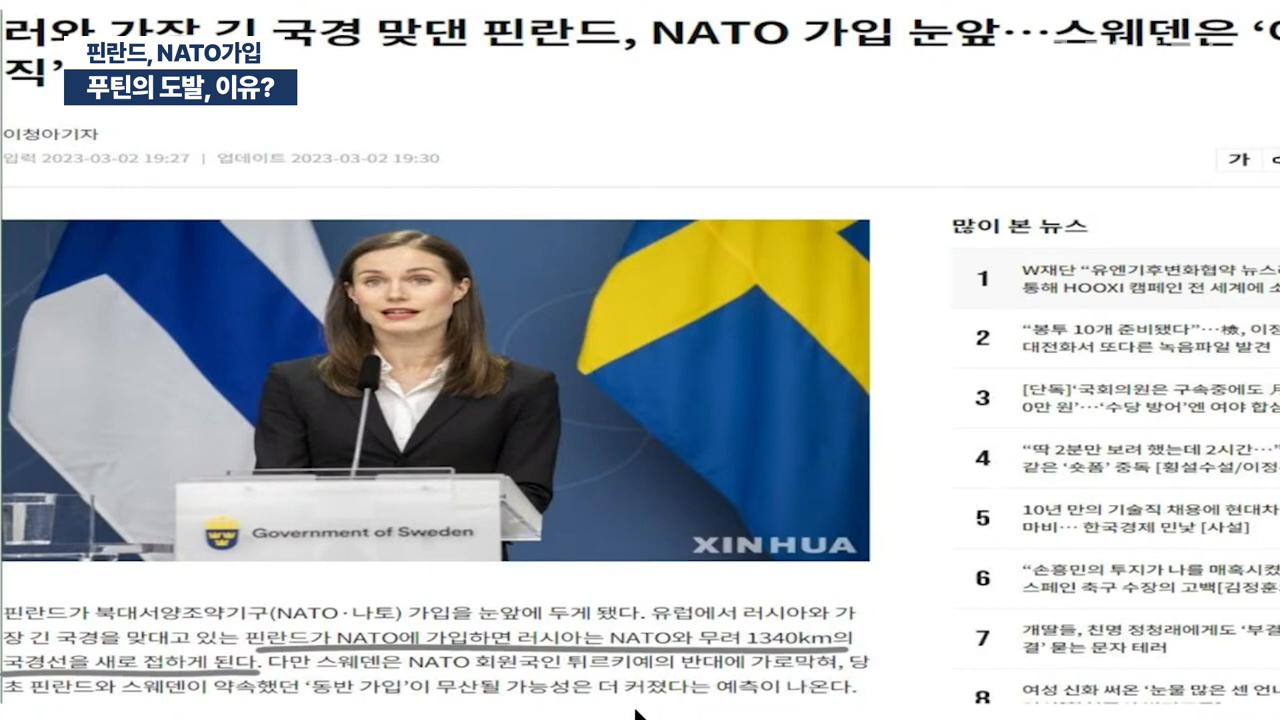 러와 가장 긴 국경 맞댄 핀란드, NATO 가입 눈앞…스웨덴은 ‘아
직’
핀란드, NATO가입
푸틴의 도발, 이유?
이청아기자
입력 2023-03-02 19:27 | 업데이트 2023-03-02 19:30
가
Government of Sweden
XINHUA
핀란드가 북대서양조약기구(NATO·나토) 가입을 눈앞에 두게 됐다. 유럽에서 러시아와 가
장 긴 국경을 맞대고 있는 핀란드가 NATO에 가입하면 러시아는 NATO와 무려 1340km의
국경선을 새로 접하게 된다. 다만 스웨덴은 NATO 회원국인 튀르키예의 반대에 가로막혀, 당
초 핀란드와 스웨덴이 약속했던 ‘동반 가입’이 무산될 가능성은 더 커졌다는 예측이 나온다.
많이 본 뉴스
1 W재단 “유엔기후변화협약 뉴스
통해 HOOXI 캠페인 전 세계에
2 “봉투 10개 준비됐다”…檢, 이정
대전화서 또다른 녹음파일 발견
3 [단독]‘국회의원은 구속중에도
0만 원’…‘수당 방어’엔 여야 합심
4 “딱 2분만 보려 했는데 2시간…”
같은 ‘숏폼’ 중독 [횡설수설/이정
5 10년 만의 기술직 채용에 현대차
마비… 한국경제 민낯 [사설]
6 “손흥민의 투지가 나를 매혹시켰
스페인 축구 수장의 고백[김정훈
7 개딸들, 친명 정청래에게도 ‘부결
결’ 묻는 문자 테러
8 여성 신화 써온 ‘눈물 많은 센 언니